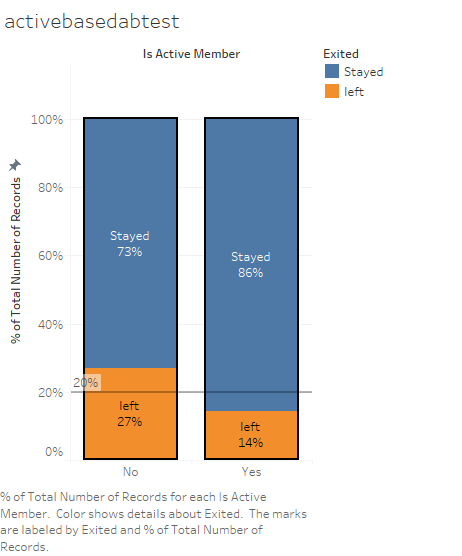 activebasedabtest
Is Active Member
Exited
Stayed
left
% of Total Number of Records
100%
80%
60%
40%
20%
0%
Stayed
73%
Stayed
86%
20%
left
27%
left
14%
No
Yes
% of Total Number of Records for each Is Active
Member.  Color shows details about Exited.  The marks
are labeled by Exited and % of Total Number of
Records.